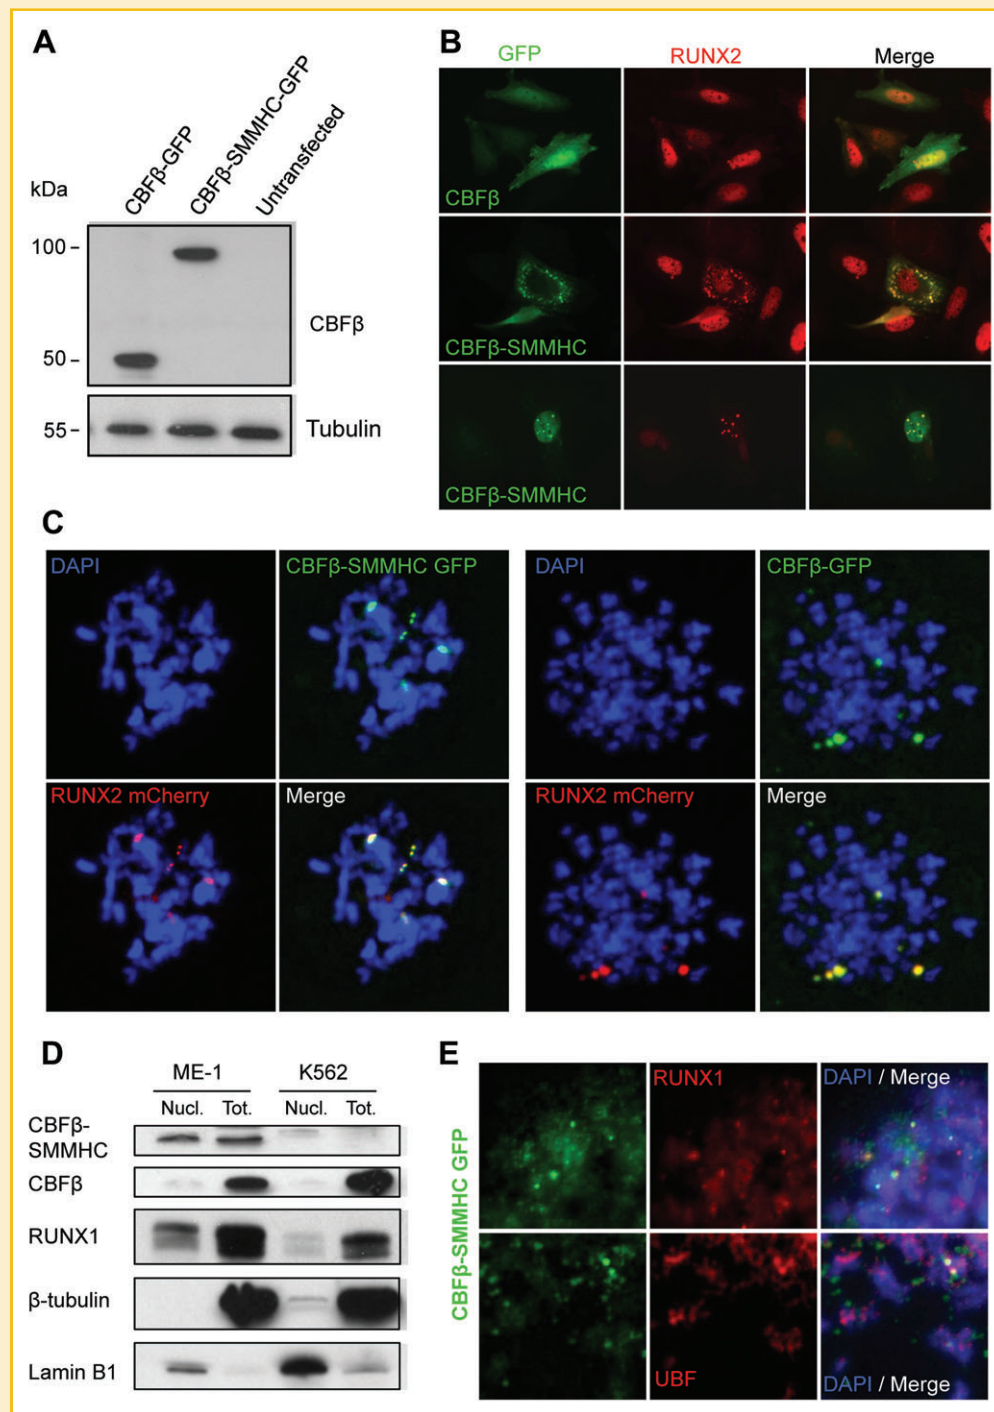 A
CBFβ-GFP
CBFβ-SMMHC-GFP
Untransfected
kDa
100
50
CBFβ
55
Tubulin
B
GFP
RUNX2
Merge
CBFβ
CBFβ-SMMHC
CBFβ-SMMHC
C
DAPI
CBFβ-SMMHC GFP
RUNX2 mCherry
Merge
DAPI
CBFβ-GFP
RUNX2 mCherry
Merge
D
ME-1
K562
Nucl.
Tot.
Nucl.
Tot.
CBFβ-
SMMHC
CBFβ
RUNX1
β-tubulin
Lamin B1
E
CBFβ-SMMHC GFP
RUNX1
DAPI / Merge
UBF
DAPI / Merge